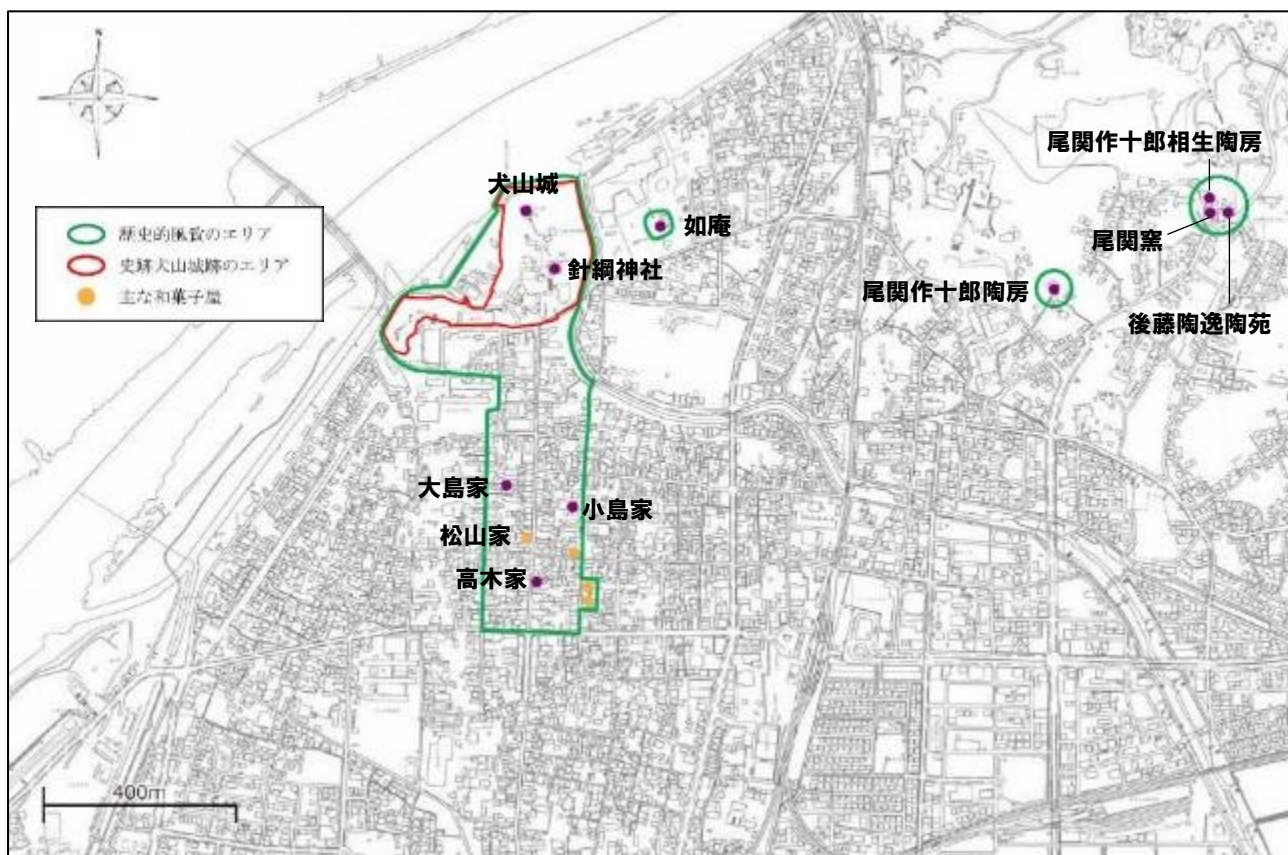 N
犬山城
尾関作十郎相生陶房
如庵
尾関窯
歴史的風致のエリア
史跡犬山城跡のエリア
主な和菓子屋
針綱神社
尾関作十郎陶房
後藤陶逸陶苑
大島家
小島家
松山家
高木家
400m